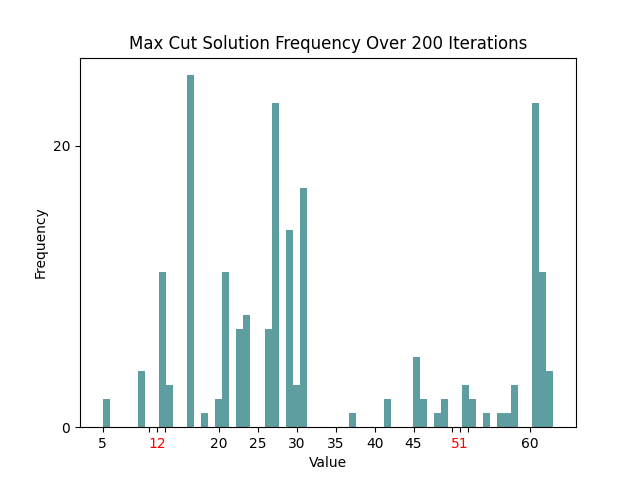 Max Cut Solution Frequency Over 200 Iterations
20
Frequency
0
5 12 20 25 30 35 40 45 51 60
Value